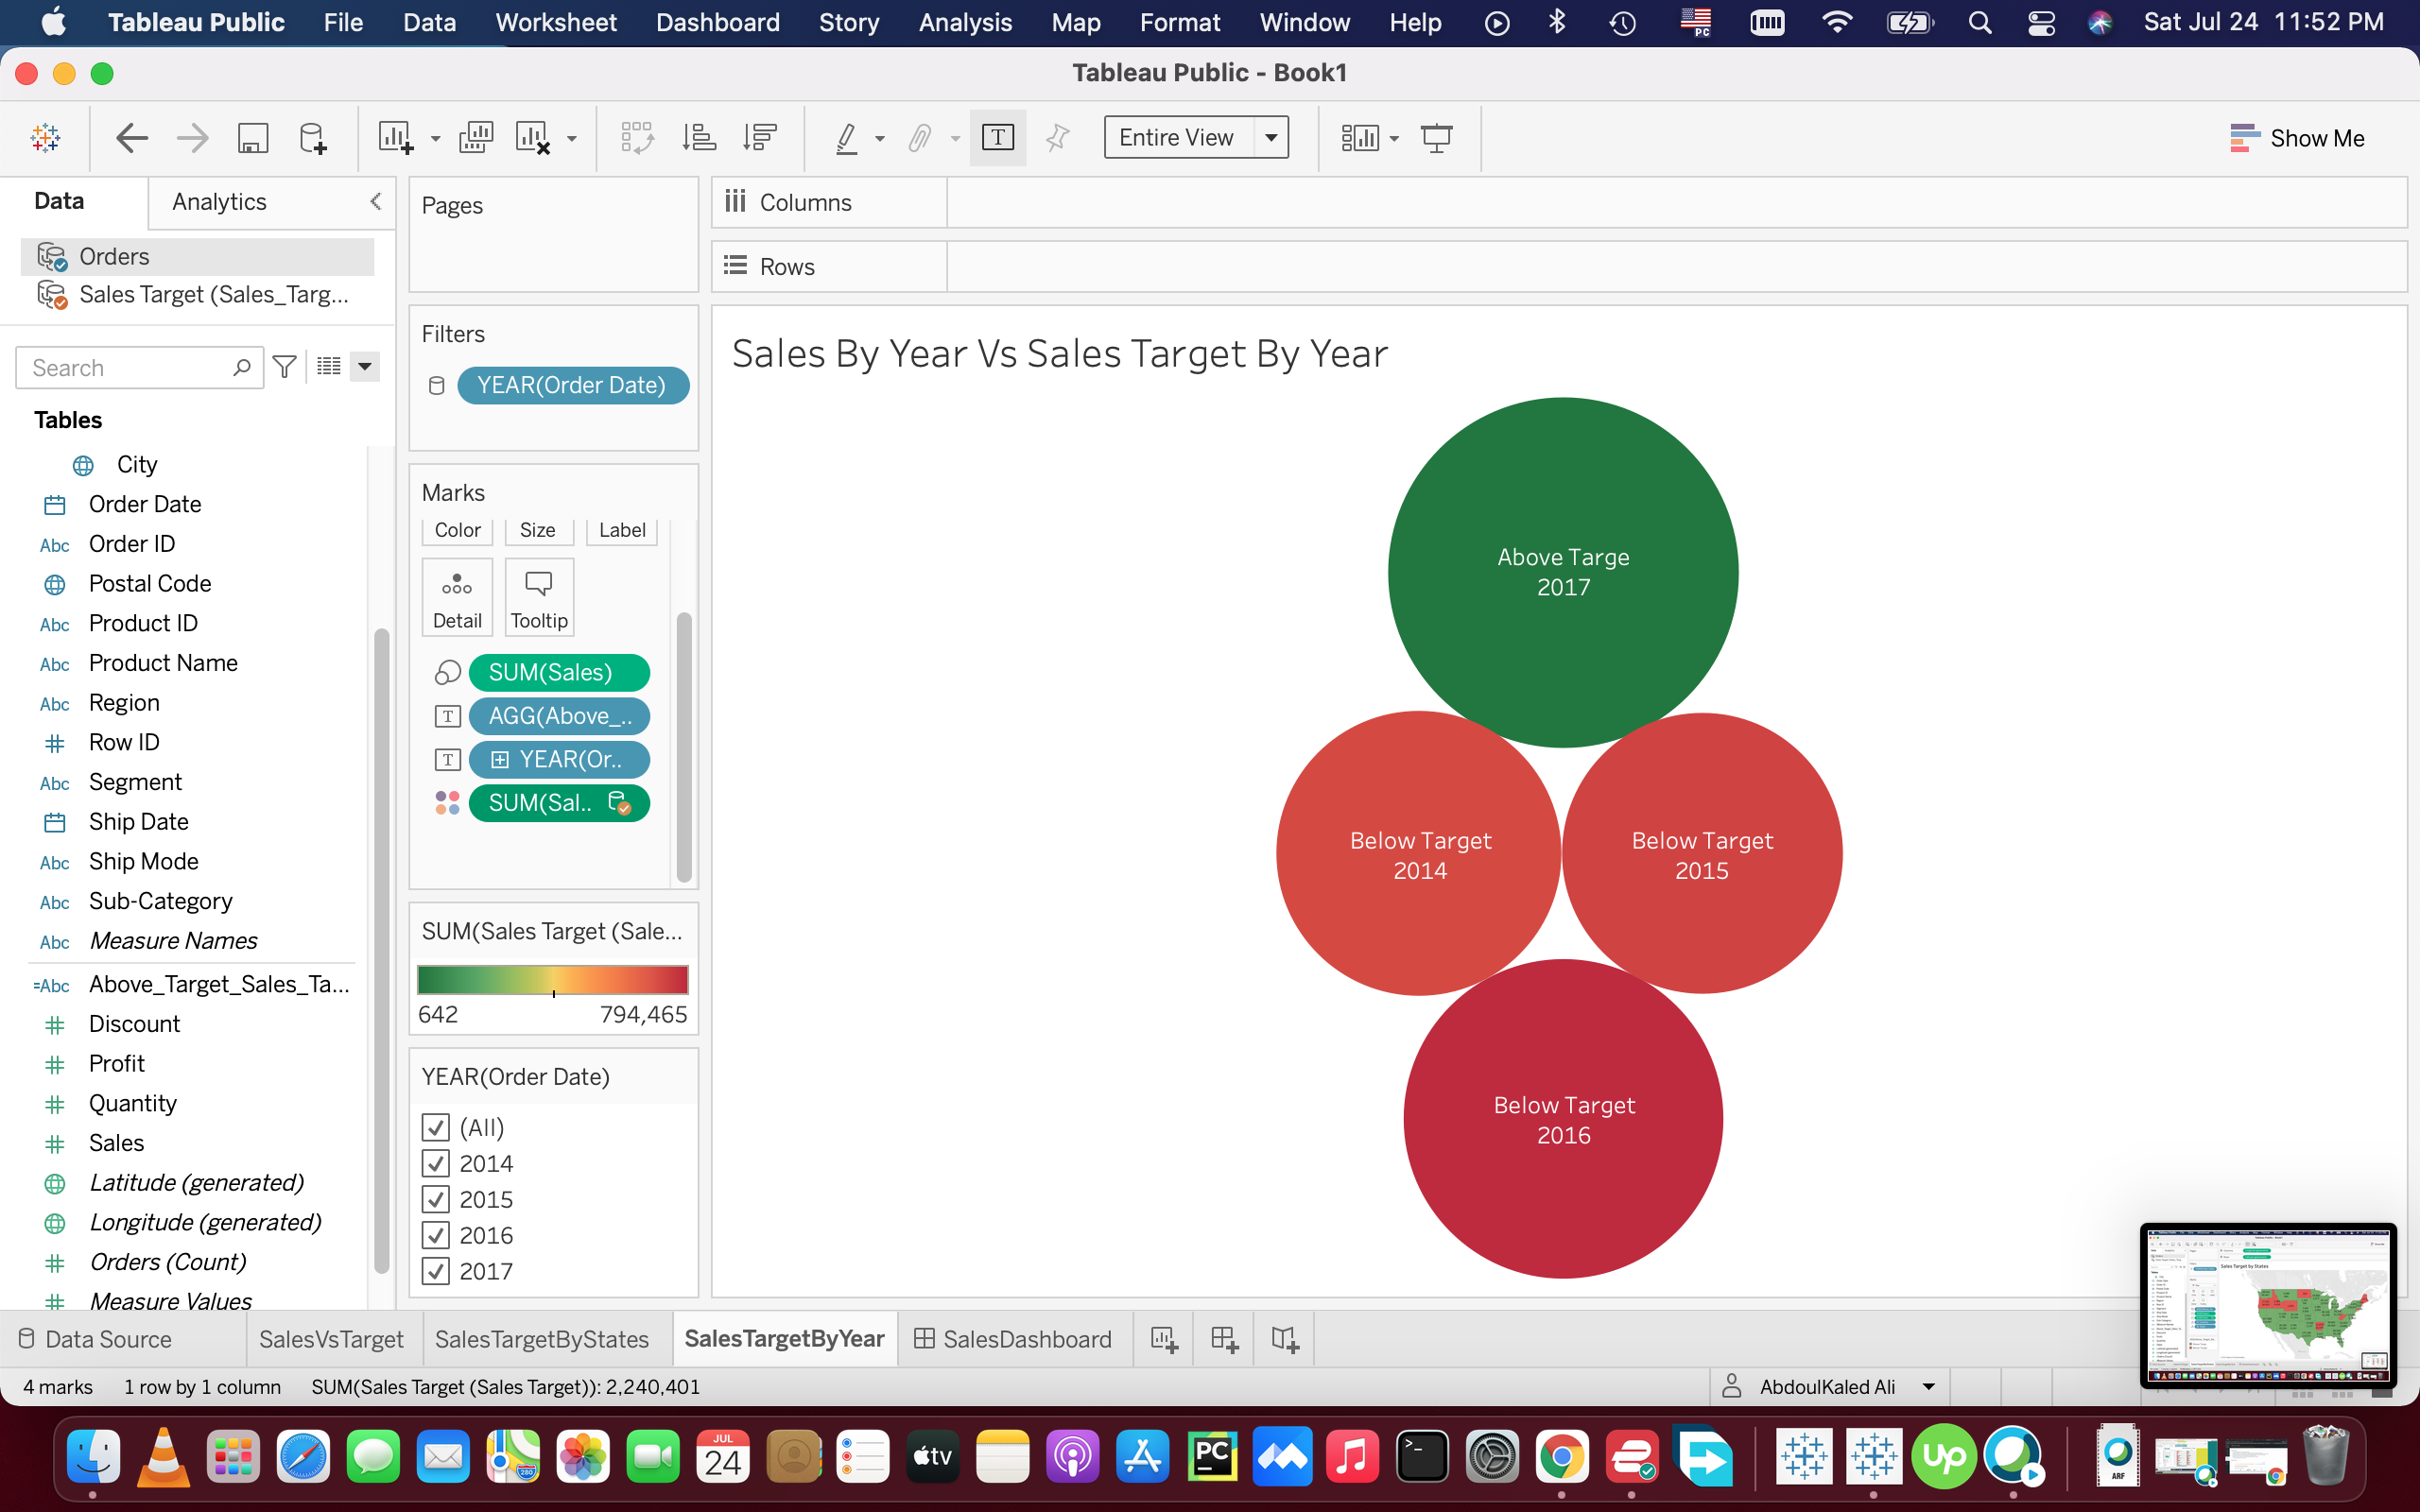 Tableau Public File Data Worksheet Dashboard Story Analysis Map Format Window Help PC Sat Jul 24 11:52 PM
Tableau Public - Book1
T Entire View Show Me
Data Analytics
Orders
Sales Target (Sales_Targ...
Search
Tables
City
Order Date
Abc Order ID
Postal Code
Abc Product ID
Abc Product Name
Abc Region
Row ID
Abc Segment
Ship Date
Abc Ship Mode
Abc Sub-Category
Abc Measure Names
=Abc Above_Target_Sales_Ta...
Discount
Profit
Quantity
Sales
Latitude (generated)
Longitude (generated)
Orders (Count)
Measure Values
Pages
Filters
YEAR(Order Date)
Marks
Color Size Label
Detail Tooltip
SUM(Sales)
T AGG(Above_..
T YEAR(Or..
SUM(Sal..
SUM(Sales Target (Sale...
642 794,465
YEAR(Order Date)
(All)
2014
2015
2016
2017
Columns
Rows
Sales By Year Vs Sales Target By Year
Above Targe
2017
Below Target
2014
Below Target
2015
Below Target
2016
Data Source SalesVsTarget SalesTargetByStates SalesTargetByYear SalesDashboard
4 marks 1 row by 1 column SUM(Sales Target (Sales Target)): 2,240,401 AbdoulKaled Ali
JUL
24
tv
PC
up
ARF